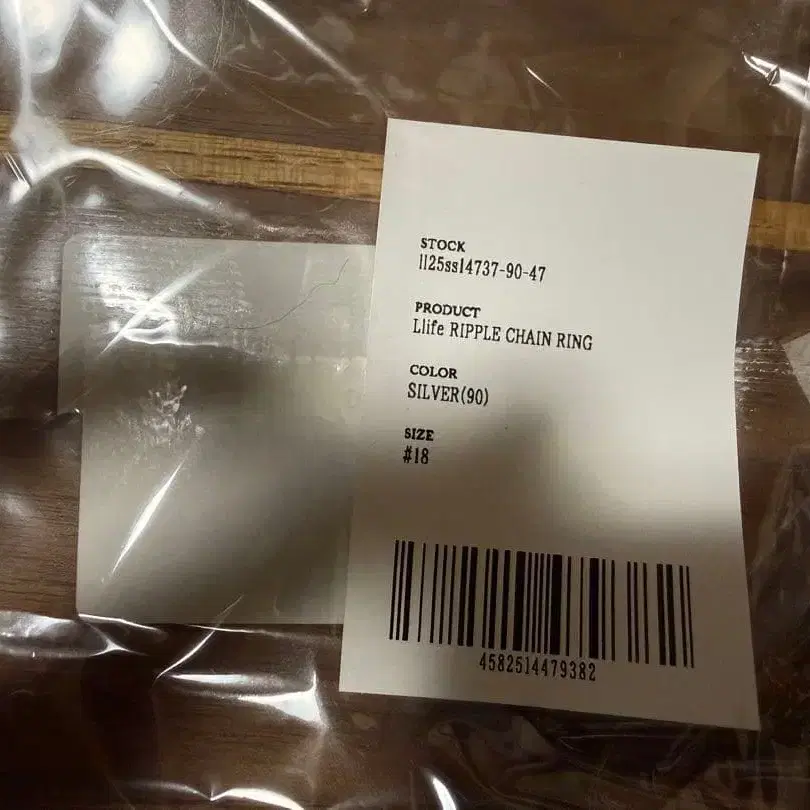 STOCK
ll25ss14737-90-47
PRODUCT
Llife RIPPLE CHAIN RING
COLOR
SILVER(90)
SIZE
#18
4582514479382